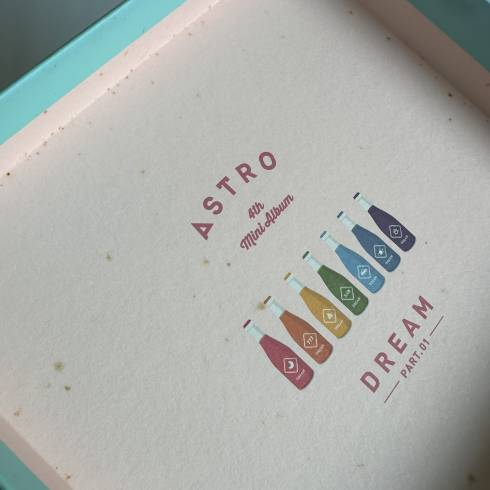 ASTRO
4th
Mini Album
DREAM
PART.01